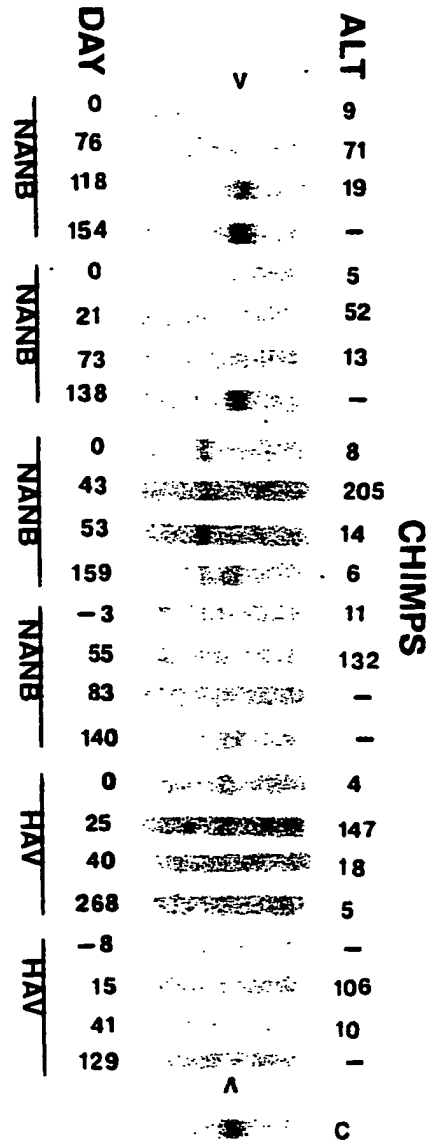 DAY V ALT
NANB
0 9
76 71
118 19
154 –
NANB
0 5
21 52
73 13
138 –
NANB
0 8
43 205
53 14
159 6
NANB
–3 11
55 132
83 –
140 –
HAV
0 4
25 147
40 18
268 5
HAV
–8 –
15 106
41 10
129 –
CHIMPS
Λ
C